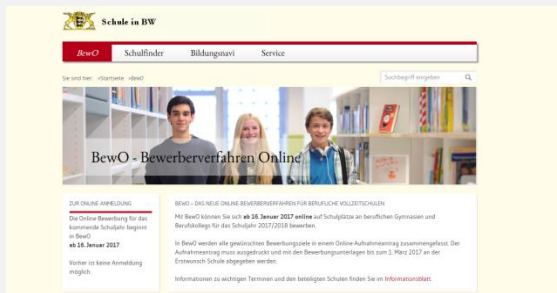 Schule in BW
BewO Schulfinder Bildungsnavi Service
Sie sind hier: »Startseite »BewO
Suchbegriff eingeben
BewO - Bewerberverfahren Online
ZUR ONLINE-ANMELDUNG
Die Online Bewerbung für das
kommende Schuljahr beginnt
in BewO
ab 16. Januar 2017.
Vorher ist keine Anmeldung
möglich.
BEWO – DAS NEUE ONLINE-BEWERBERVERFAHREN FÜR BERUFLICHE VOLLZEITSCHULEN
Mit BewO können Sie sich ab 16. Januar 2017 online auf Schulplätze an beruflichen Gymnasien und
Berufskollegs für das Schuljahr 2017/2018 bewerben.
In BewO werden alle gewünschten Bewerbungsziele in einem Online-Aufnahmeantrag zusammengefasst. Der
Aufnahmeantrag muss ausgedruckt und mit den Bewerbungsunterlagen bis zum 1. März 2017 an der
Erstwunsch-Schule abgegeben werden.
Informationen zu wichtigen Terminen und den beteiligten Schulen finden Sie im Informationsblatt.